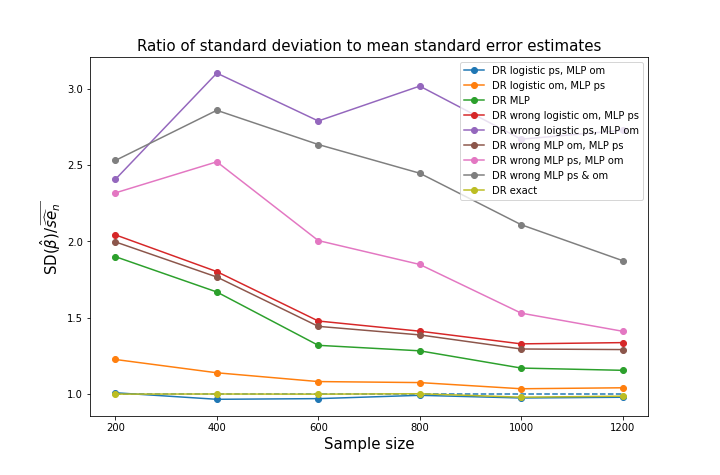 Ratio of standard deviation to mean standard error estimates
DR logistic ps, MLP om
DR logistic om, MLP ps
DR MLP
DR wrong logistic om, MLP ps
DR wrong loigstic ps, MLP om
DR wrong MLP om, MLP ps
DR wrong MLP ps, MLP om
DR wrong MLP ps & om
DR exact
3.0
2.5
2.0
1.5
1.0
SD(β̂)/s̅e̅̂ₙ
200 400 600 800 1000 1200
Sample size